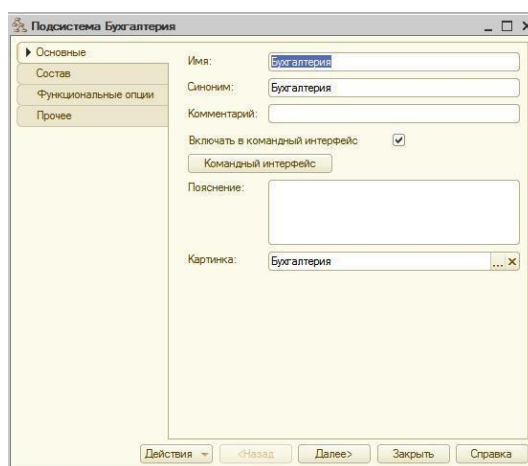 Подсистема Бухгалтерия
Основные
Состав
Функциональные опции
Прочее
Имя: Бухгалтерия
Синоним: Бухгалтерия
Комментарий:
Включать в командный интерфейс
Командный интерфейс
Пояснение:
Картинка: Бухгалтерия ... ×
Действия <Назад Далее> Закрыть Справка